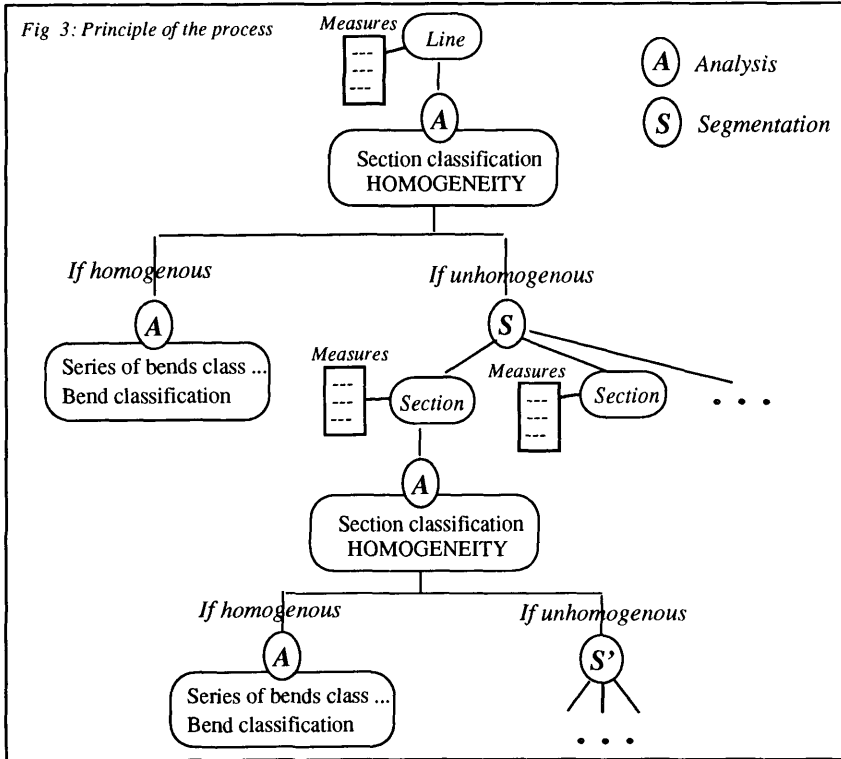 Fig 3: Principle of the process
Measures
Line
---
---
---
A
A Analysis
S Segmentation
Section classification
HOMOGENEITY
If homogenous
If unhomogenous
A
S
Series of bends class ...
Bend classification
Measures
---
---
---
Section
Measures
---
---
---
Section
. . .
A
Section classification
HOMOGENEITY
If homogenous
If unhomogenous
A
S'
Series of bends class ...
Bend classification
. . .